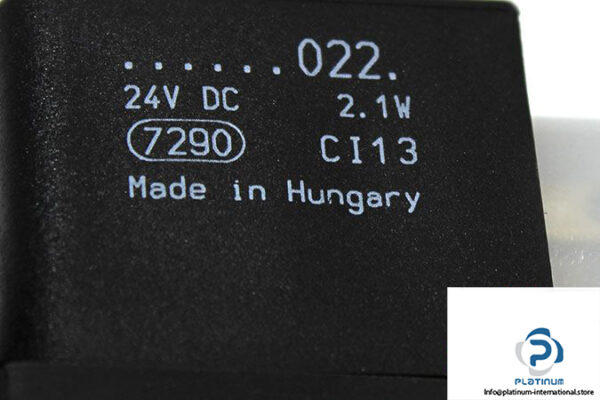 ......022.
24V DC 2.1W
7290 CI13
Made in Hungary
PLATINUM
Info@platinum-international.store